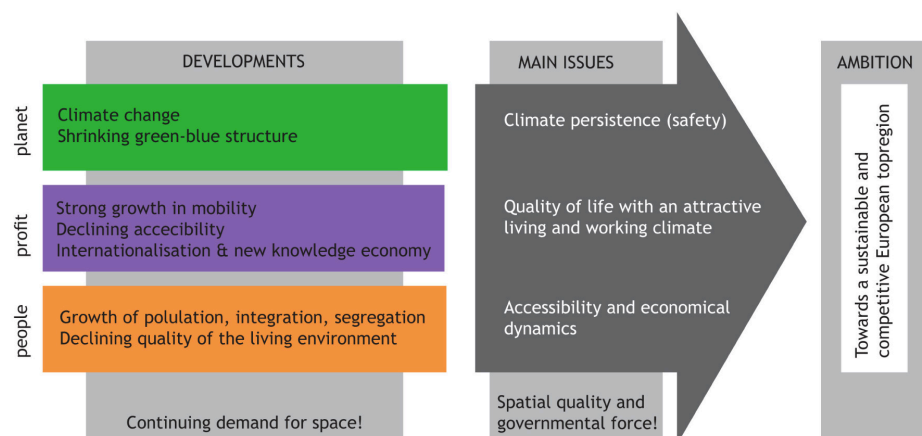 DEVELOPMENTS
MAIN ISSUES
AMBITION
planet
Climate change
Shrinking green-blue structure
Climate persistence (safety)
profit
Strong growth in mobility
Declining accecibility
Internationalisation & new knowledge economy
Quality of life with an attractive
living and working climate
people
Growth of polulation, integration, segregation
Declining quality of the living environment
Accessibility and economical
dynamics
Towards a sustainable and
competitive European topregion
Continuing demand for space!
Spatial quality and
governmental force!